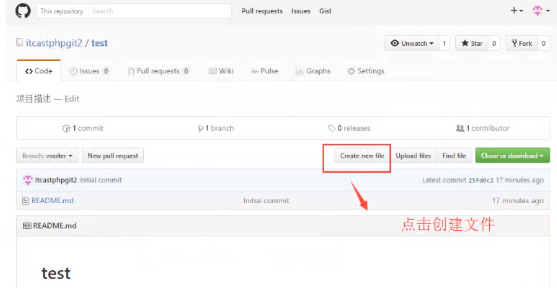 This repository Search Pull requests Issues Gist
itcastphpgit2 / test Unwatch 1 Star 0 Fork 0
Code Issues 0 Pull requests 0 Wiki Pulse Graphs Settings
项目描述 — Edit
1 commit 1 branch 0 releases 1 contributor
Branch: master New pull request Create new file Upload files Find file Clone or download
itcastphpgit2 Initial commit Latest commit 25fd8c2 17 minutes ago
README.md Initial commit 17 minutes ago
点击创建文件
README.md
test